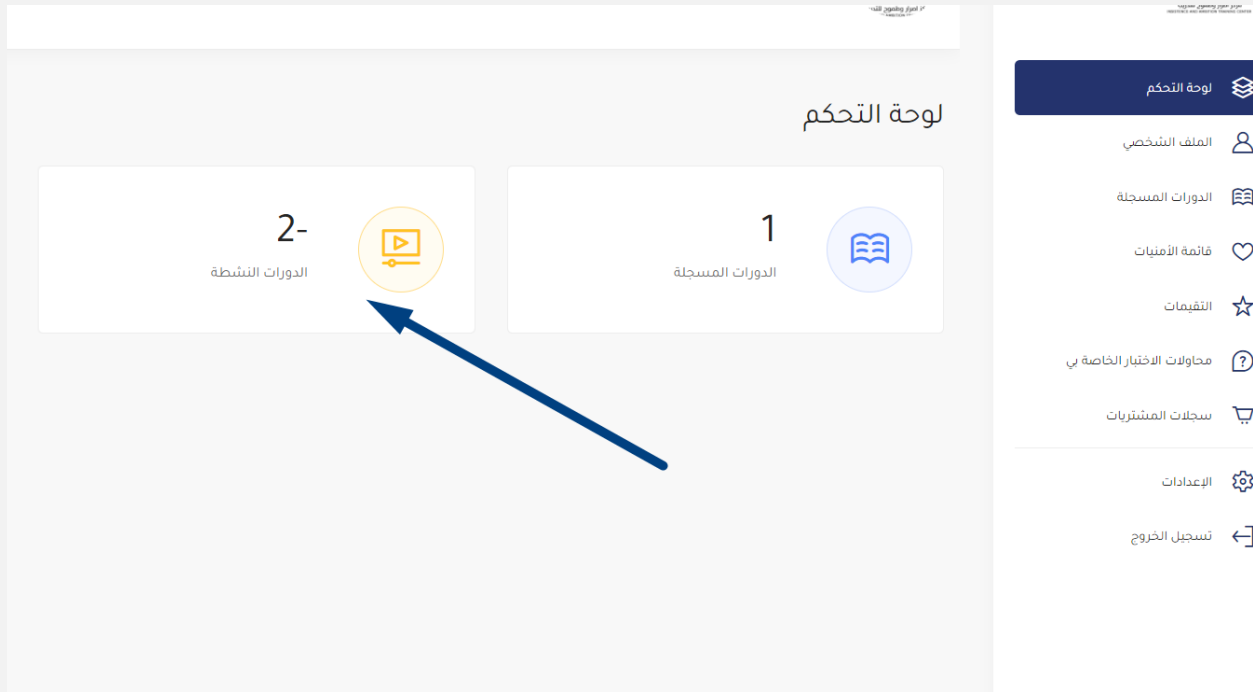 لوحة التحكم
الملف الشخصي
الدورات المسجلة
قائمة الأمنيات
التقيمات
محاولات الاختبار الخاصة بي
سجلات المشتريات
الإعدادات
تسجيل الخروج
لوحة التحكم
1
الدورات المسجلة
2-
الدورات النشطة